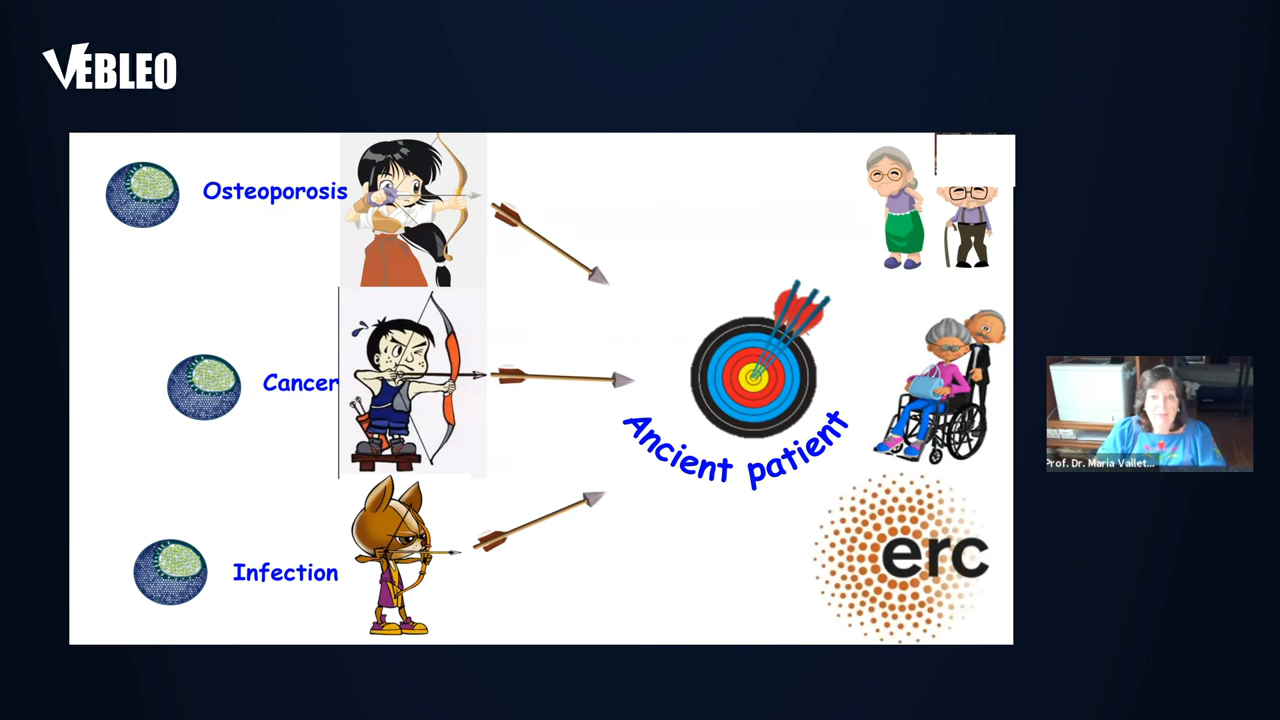 VEBLEO
Osteoporosis
Cancer
Infection
Ancient patient
erc
Prof. Dr. Maria Vallet...